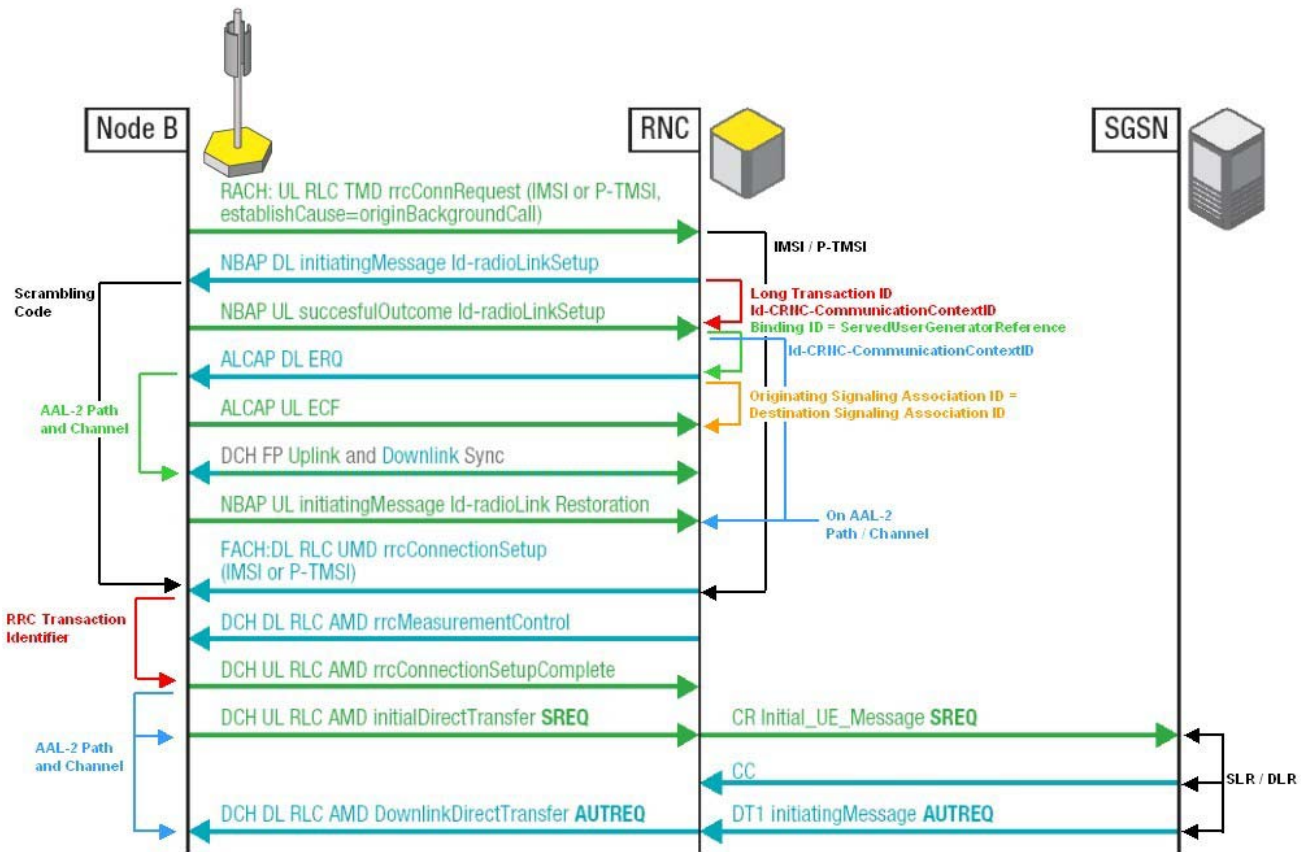 Node B
RNC
SGSN
RACH: UL RLC TMD rrcConnRequest (IMSI or P-TMSI,
establishCause=originBackgroundCall)
IMSI / P-TMSI
NBAP DL initiatingMessage Id-radioLinkSetup
Scrambling
Code
Long Transaction ID
Id-CRNC-CommunicationContextID
NBAP UL succesfulOutcome Id-radioLinkSetup
Binding ID = ServedUserGeneratorReference
Id-CRNC-CommunicationContextID
ALCAP DL ERQ
Originating Signaling Association ID =
Destination Signaling Association ID
AAL-2 Path
and Channel
ALCAP UL ECF
DCH FP Uplink and Downlink Sync
NBAP UL initiatingMessage Id-radioLink Restoration
On AAL-2
Path / Channel
FACH:DL RLC UMD rrcConnectionSetup
(IMSI or P-TMSI)
RRC Transaction
Identifier
DCH DL RLC AMD rrcMeasurementControl
DCH UL RLC AMD rrcConnectionSetupComplete
DCH UL RLC AMD initialDirectTransfer SREQ
CR Initial_UE_Message SREQ
AAL-2 Path
and Channel
CC
SLR / DLR
DCH DL RLC AMD DownlinkDirectTransfer AUTREQ
DT1 initiatingMessage AUTREQ